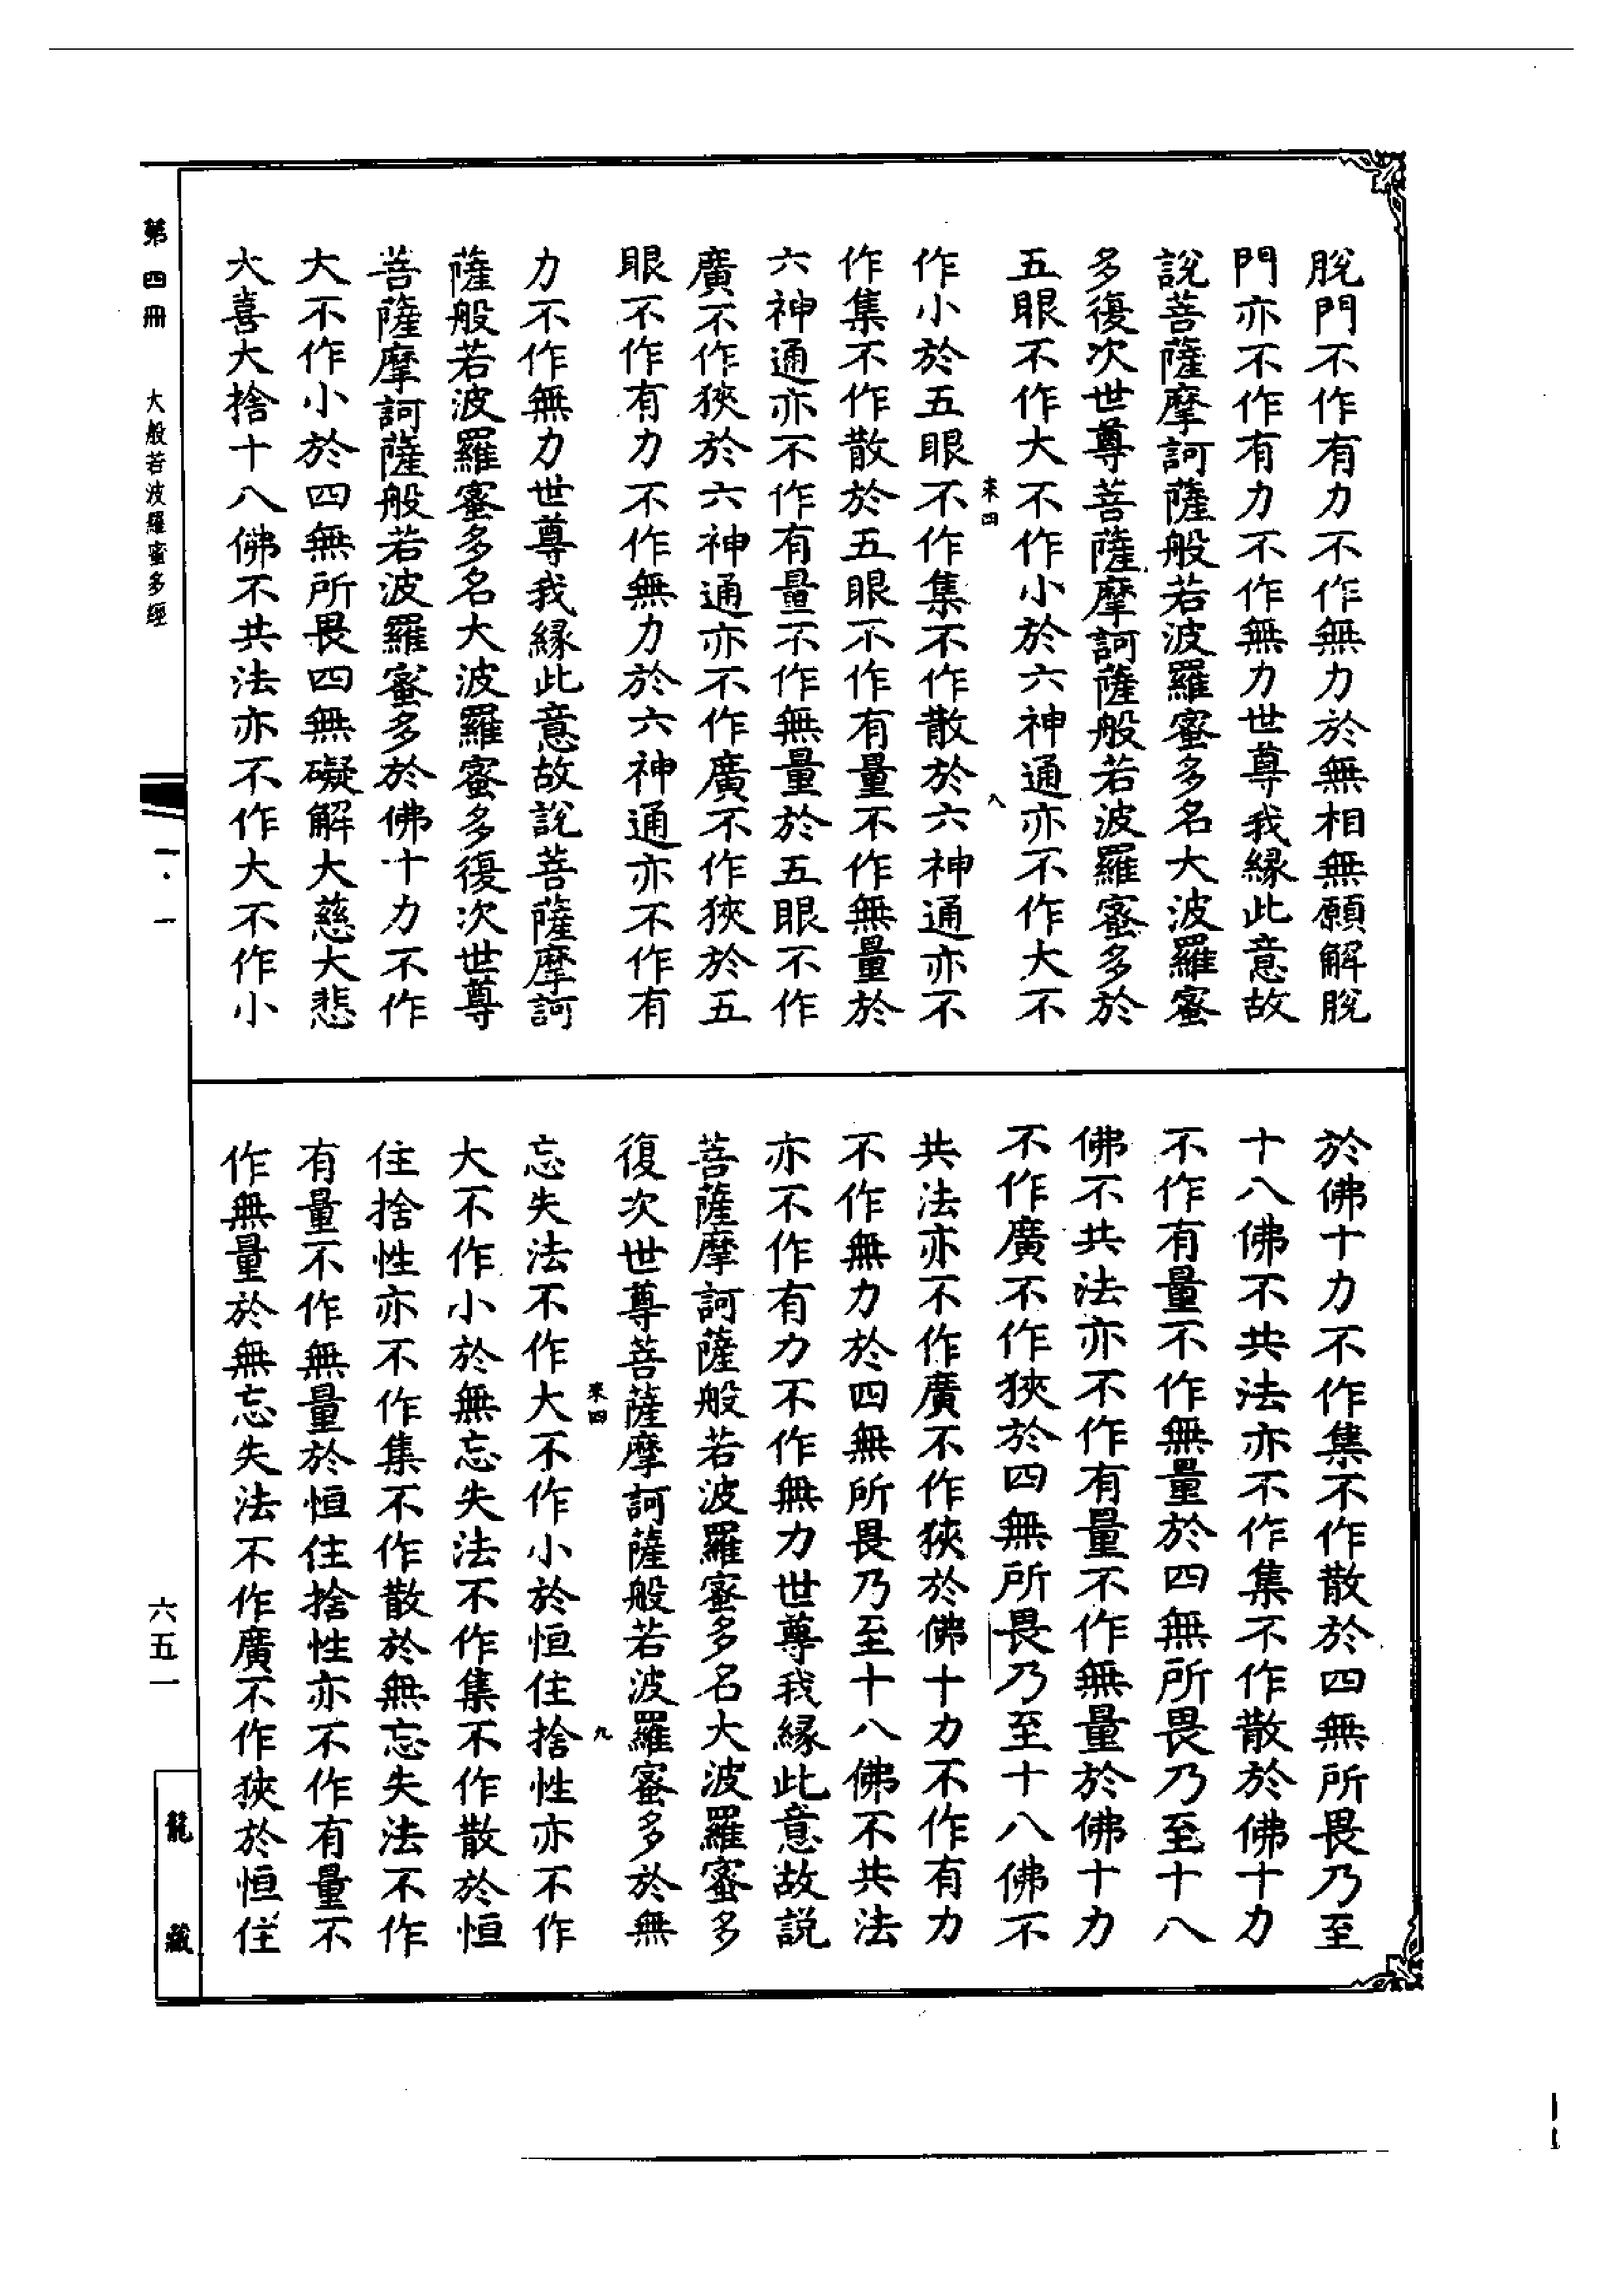 脫門不作有力不作無力於無相無願解脫
門亦不作有力不作無力世尊我緣此意故
說菩薩摩訶薩般若波羅蜜多名大波羅蜜
多復次世尊菩薩摩訶薩般若波羅蜜多於
五眼不作大不作小於六神通亦不作大不
來四
八
作小於五眼不作集不作散於六神通亦不
作集不作散於五眼不作有量不作無量於
六神通亦不作有量不作無量於五眼不作
廣不作狹於六神通亦不作廣不作狹於五
眼不作有力不作無力於六神通亦不作有
力不作無力世尊我緣此意故說菩薩摩訶
薩般若波羅蜜多名大波羅蜜多復次世尊
菩薩摩訶薩般若波羅蜜多於佛十力不作
大不作小於四無所畏四無礙解大慈大悲
大喜大捨十八佛不共法亦不作大不作小
於佛十力不作集不作散於四無所畏乃至
十八佛不共法亦不作集不作散於佛十力
不作有量不作無量於四無所畏乃至十八
佛不共法亦不作有量不作無量於佛十力
不作廣不作狹於四無所畏乃至十八佛不
共法亦不作廣不作狹於佛十力不作有力
不作無力於四無所畏乃至十八佛不共法
亦不作有力不作無力世尊我緣此意故説
菩薩摩訶薩般若波羅蜜多名大波羅蜜多
復次世尊菩薩摩訶薩般若波羅蜜多於無
來四
九
忘失法不作大不作小於恒住捨性亦不作
大不作小於無忘失法不作集不作散於恒
住捨性亦不作集不作散於無忘失法不作
有量不作無量於恒住捨性亦不作有量不
作無量於無忘失法不作廣不作狹於恒住
第四冊
大般若波羅蜜多經
一·一
六五一
龍藏